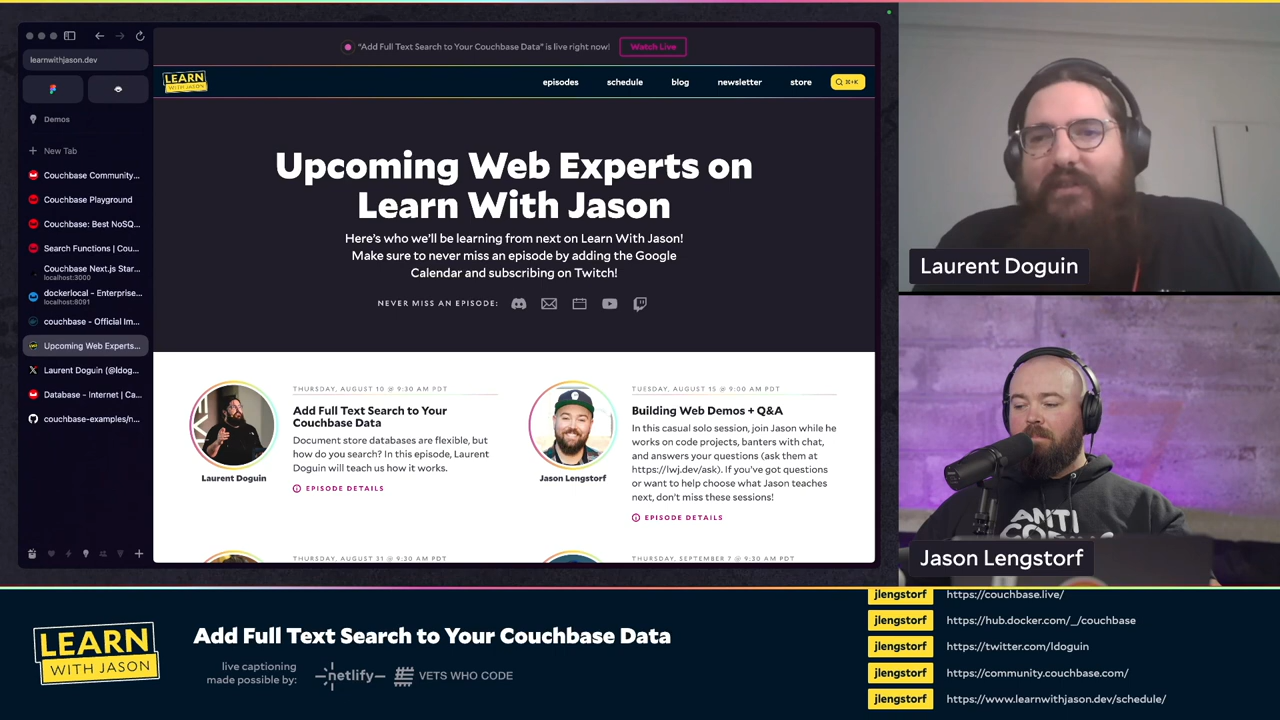 learnwithjason.dev
Demos
New Tab
Couchbase Community...
Couchbase Playground
Couchbase: Best NoSQ...
Search Functions | Cou...
Couchbase Next.js Star...
localhost:3000
dockerlocal - Enterprise...
localhost:8091
couchbase - Official Im...
Upcoming Web Experts...
Laurent Doguin (@ldog...
Database - Internet | Ca...
couchbase-examples/n...
"Add Full Text Search to Your Couchbase Data" is live right now!
Watch Live
LEARN
WITH JASON
episodes
schedule
blog
newsletter
store
⌘+K
Upcoming Web Experts on
Learn With Jason
Here's who we'll be learning from next on Learn With Jason!
Make sure to never miss an episode by adding the Google
Calendar and subscribing on Twitch!
NEVER MISS AN EPISODE:
THURSDAY, AUGUST 10 @ 9:30 AM PDT
Add Full Text Search to Your
Couchbase Data
Document store databases are flexible, but
how do you search? In this episode, Laurent
Doguin will teach us how it works.
EPISODE DETAILS
Laurent Doguin
TUESDAY, AUGUST 15 @ 9:00 AM PDT
Building Web Demos + Q&A
In this casual solo session, join Jason while he
works on code projects, banters with chat,
and answers your questions (ask them at
https://lwj.dev/ask). If you've got questions
or want to help choose what Jason teaches
next, don't miss these sessions!
EPISODE DETAILS
Jason Lengstorf
THURSDAY, AUGUST 31 @ 9:30 AM PDT
THURSDAY, SEPTEMBER 7 @ 9:30 AM PDT
Laurent Doguin
ANTI
Jason Lengstorf
LEARN
WITH JASON
Add Full Text Search to Your Couchbase Data
live captioning
made possible by:
netlify
VETS WHO CODE
jlengstorf https://couchbase.live/
jlengstorf https://hub.docker.com/_/couchbase
jlengstorf https://twitter.com/ldoguin
jlengstorf https://community.couchbase.com/
jlengstorf https://www.learnwithjason.dev/schedule/